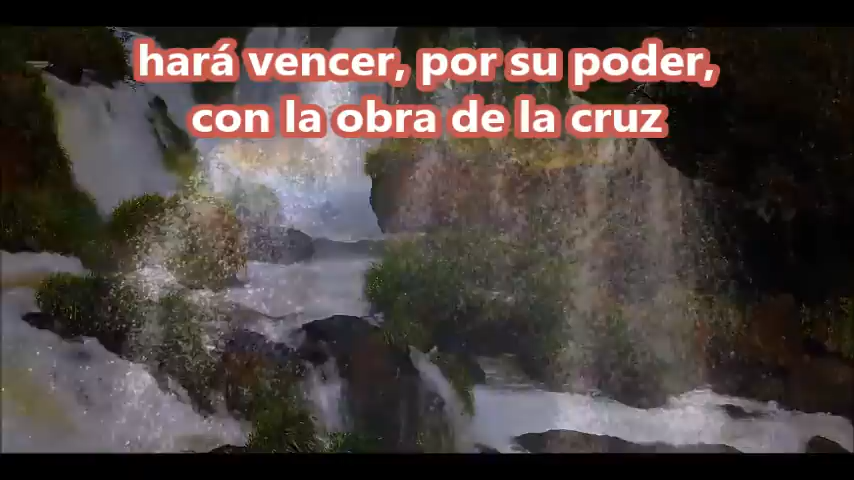 hará vencer, por su poder,
con la obra de la cruz